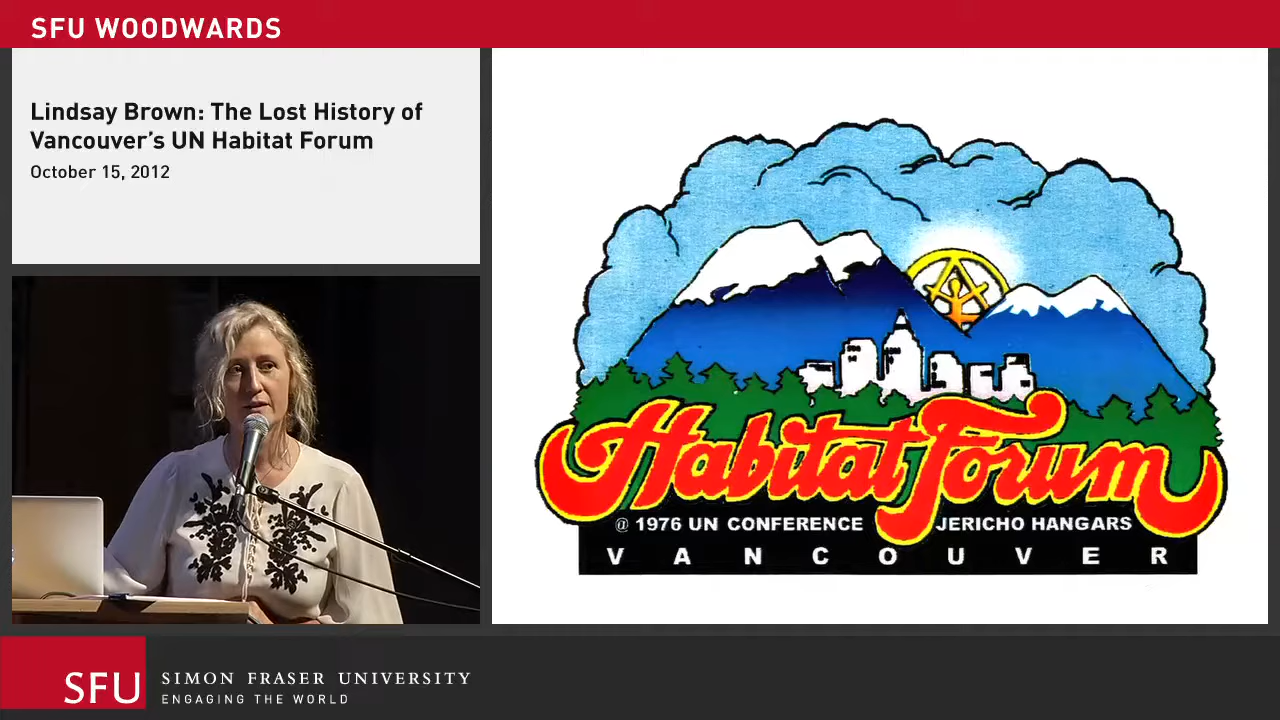 SFU WOODWARDS
Lindsay Brown: The Lost History of
Vancouver’s UN Habitat Forum
October 15, 2012
Habitat Forum
@ 1976 UN CONFERENCE JERICHO HANGARS
VANCOUVER
SFU SIMON FRASER UNIVERSITY
ENGAGING THE WORLD